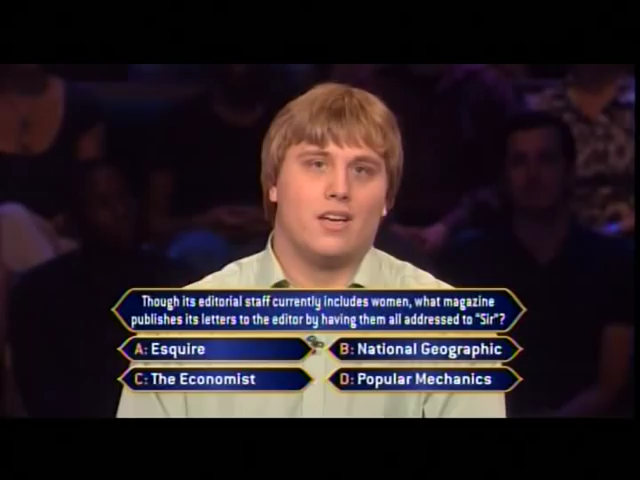 Though its editorial staff currently includes women, what magazine
publishes its letters to the editor by having them all addressed to "Sir"?
A: Esquire
B: National Geographic
C: The Economist
D: Popular Mechanics